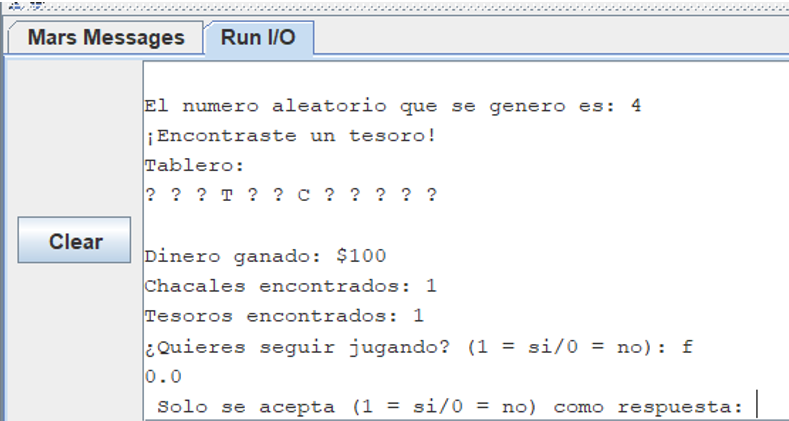 Mars Messages Run I/O
El numero aleatorio que se genero es: 4
¡Encontraste un tesoro!
Tablero:
? ? ? T ? ? C ? ? ? ? ?
Clear
Dinero ganado: $100
Chacales encontrados: 1
Tesoros encontrados: 1
¿Quieres seguir jugando? (1 = si/0 = no): f
0.0
Solo se acepta (1 = si/0 = no) como respuesta: